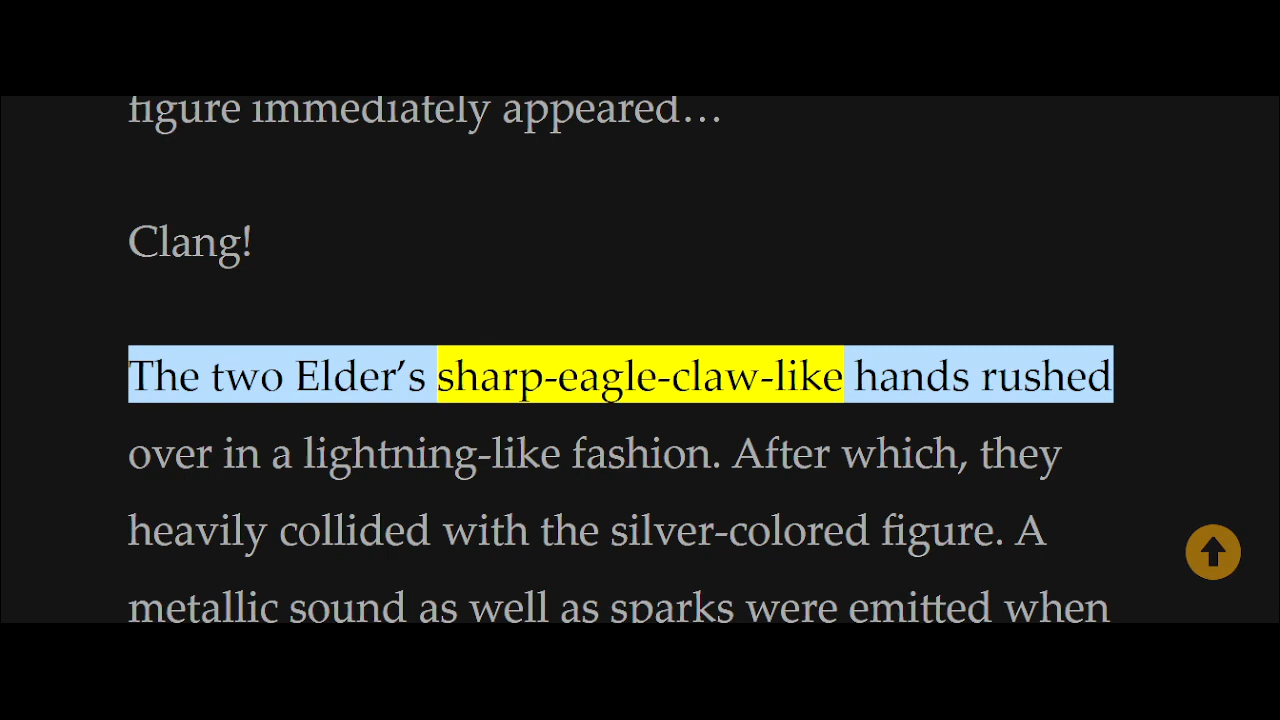 figure immediately appeared…
Clang!
The two Elder’s sharp-eagle-claw-like hands rushed
over in a lightning-like fashion. After which, they
heavily collided with the silver-colored figure. A
metallic sound as well as sparks were emitted when